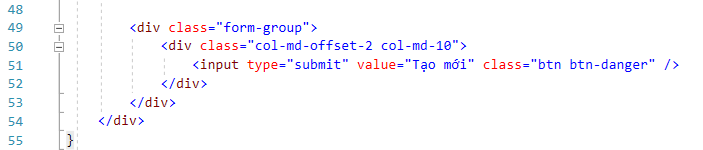 48
49 <div class="form-group">
50 <div class="col-md-offset-2 col-md-10">
51 <input type="submit" value="Tạo mới" class="btn btn-danger" />
52 </div>
53 </div>
54 </div>
55 }